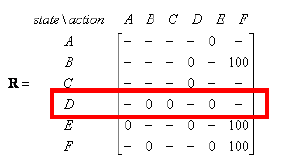 state \ action A B C D E F
A – – – – 0 –
B – – – 0 – 100
R = C – – – 0 – –
D – 0 0 – 0 –
E 0 – – 0 – 100
F – 0 – – 0 100